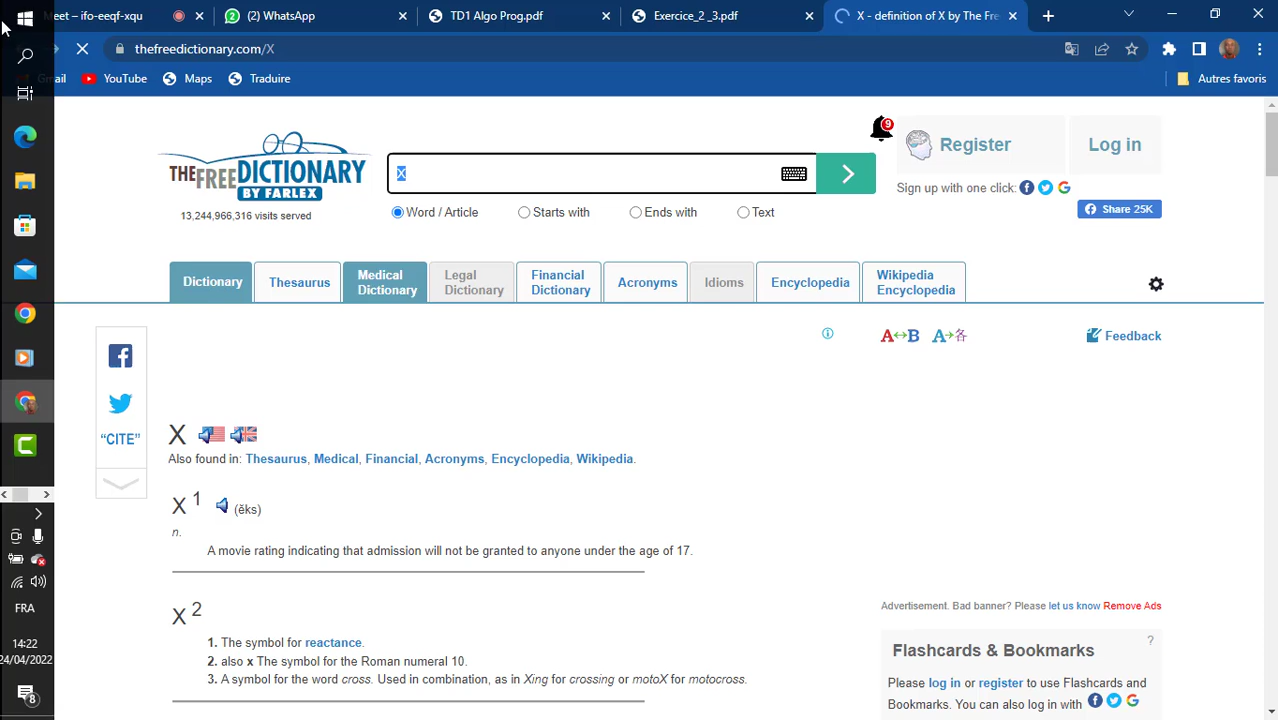 Meet – ifo-eeqf-xqu
(2) WhatsApp
TD1 Algo Prog.pdf
Exercice_2 _3.pdf
X - definition of X by The Fre
thefreedictionary.com/X
Gmail YouTube Maps Traduire Autres favoris
THEFREEDICTIONARY
BY FARLEX
13,244,966,316 visits served
X
Word / Article Starts with Ends with Text
9
Register Log in
Sign up with one click:
Share 25K
Dictionary
Thesaurus
Medical
Dictionary
Legal
Dictionary
Financial
Dictionary
Acronyms
Idioms
Encyclopedia
Wikipedia
Encyclopedia
A↔B A→各
Feedback
“CITE”
X
Also found in: Thesaurus, Medical, Financial, Acronyms, Encyclopedia, Wikipedia.
X 1 (ĕks)
n.
A movie rating indicating that admission will not be granted to anyone under the age of 17.
X 2
1. The symbol for reactance.
2. also x The symbol for the Roman numeral 10.
3. A symbol for the word cross. Used in combination, as in Xing for crossing or motoX for motocross.
Advertisement. Bad banner? Please let us know Remove Ads
Flashcards & Bookmarks ?
Please log in or register to use Flashcards and
Bookmarks. You can also log in with
FRA
14:22
24/04/2022
8